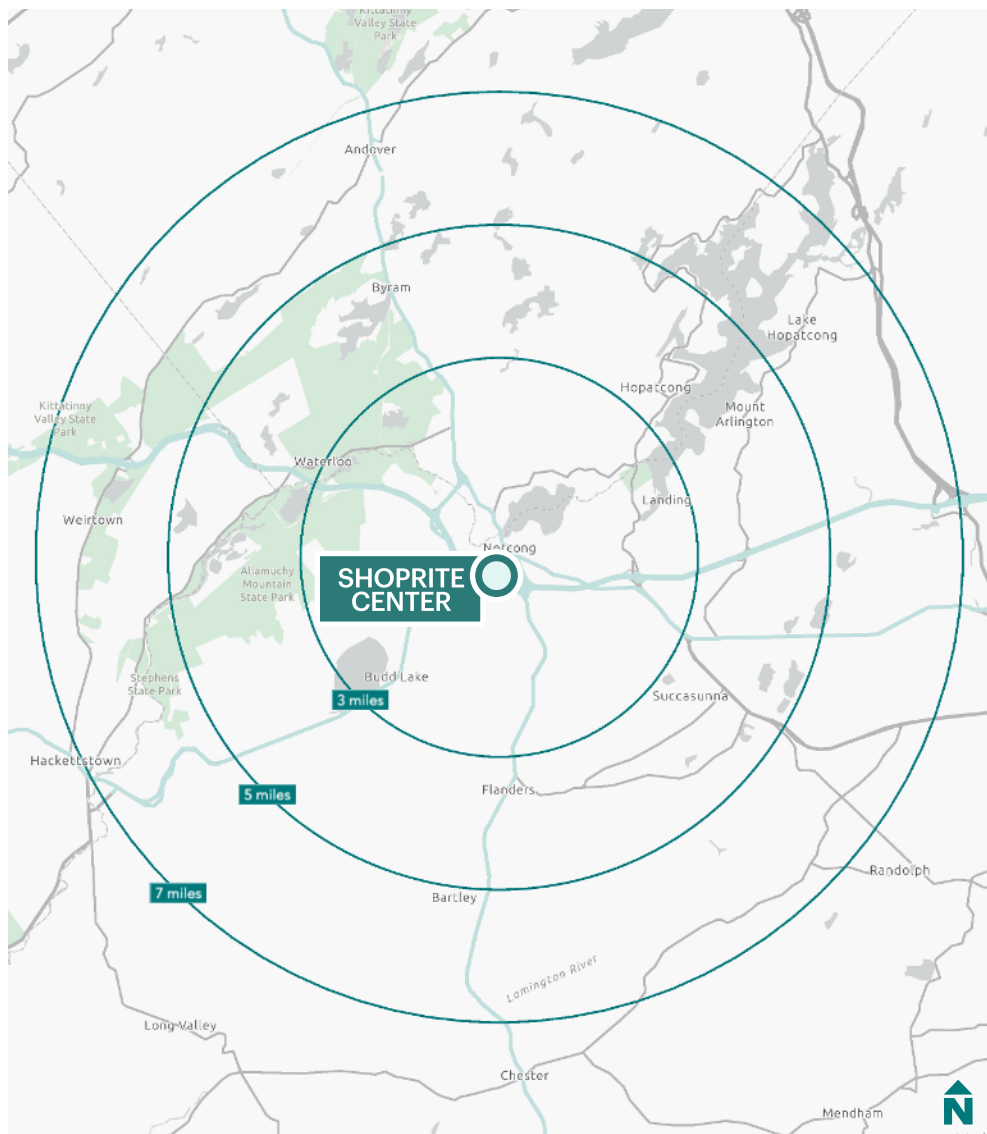 Kittatinny
Valley State
Park
Andover
Byram
Lake
Hopatcong
Hopatcong
Mount
Arlington
Kittatinny
Valley State
Park
Waterloo
Landing
Weirtown
Netcong
Allamuchy
Mountain
State Park
SHOPRITE
CENTER
Stephens
State Park
Budd Lake
3 miles
Succasunna
Hackettstown
Flanders
5 miles
Randolph
7 miles
Bartley
Lamington River
Long Valley
Chester
Mendham
N